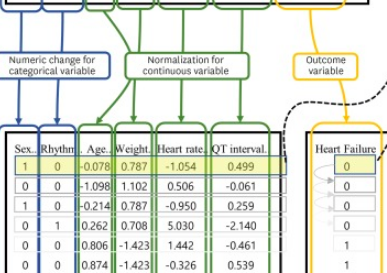 Numeric change for
categorical variable
Normalization for
continuous variable
Outcome
variable
Sex.. Rhythm Age.. Weight. Heart rate.. QT interval. Heart Failure
1 0 -0.078 0.787 -1.054 0.499 0
0 0 -1.098 1.102 0.506 -0.061 0
1 0 -0.214 0.787 -0.950 0.259 0
0 1 0.262 0.708 5.030 -2.140 0
0 0 0.806 -1.423 1.442 -0.461 1
0 0 0.874 -1.423 -0.326 0.539 1